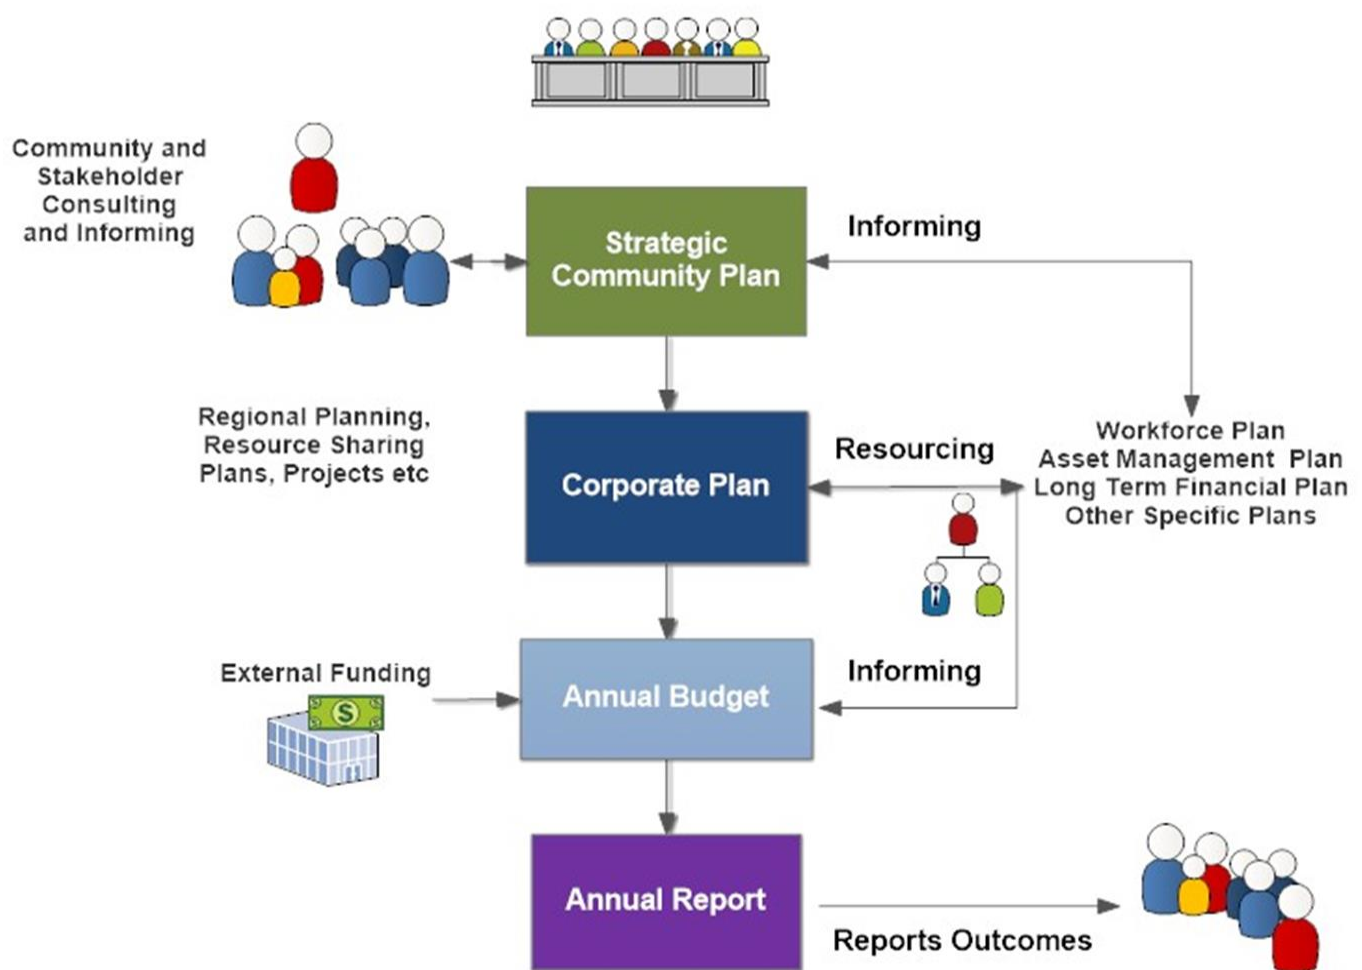 Community and
Stakeholder
Consulting
and Informing
Strategic
Community Plan
Informing
Regional Planning,
Resource Sharing
Plans, Projects etc
Corporate Plan
Resourcing
Workforce Plan
Asset Management Plan
Long Term Financial Plan
Other Specific Plans
External Funding
$
Annual Budget
Informing
Annual Report
Reports Outcomes